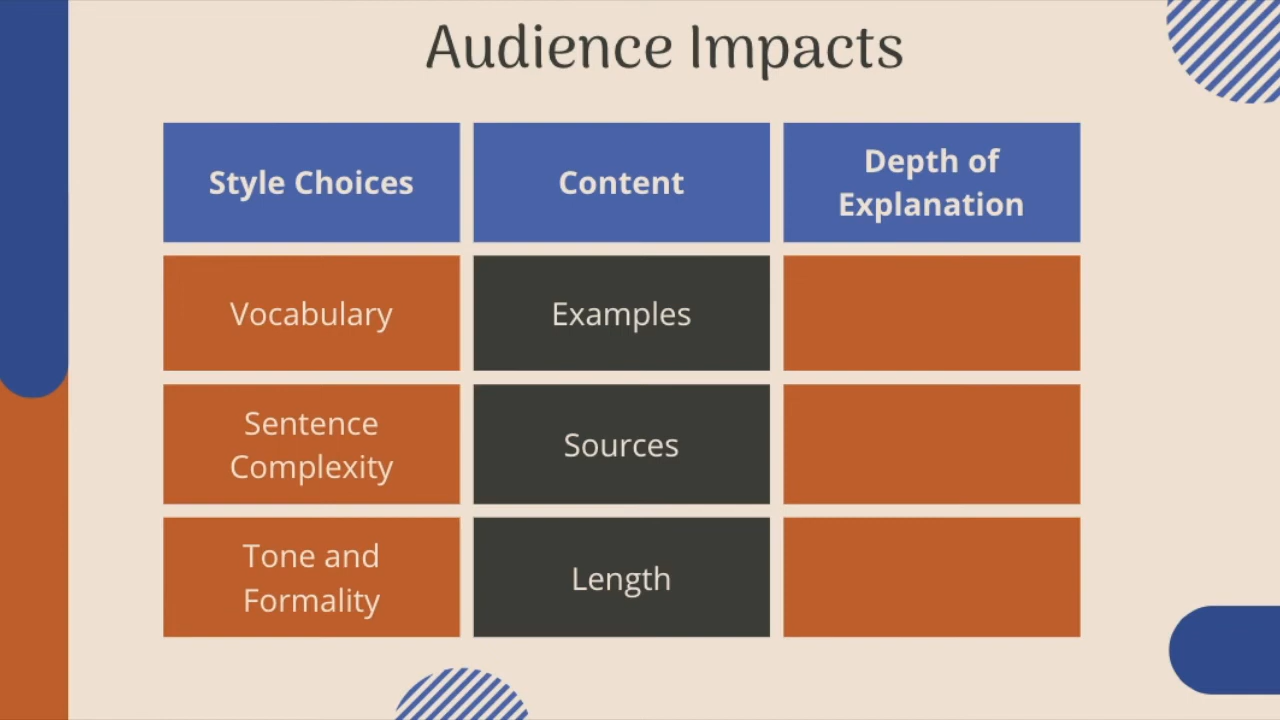 Audience Impacts
Style Choices
Content
Depth of
Explanation
Vocabulary
Examples
Sentence
Complexity
Sources
Tone and
Formality
Length